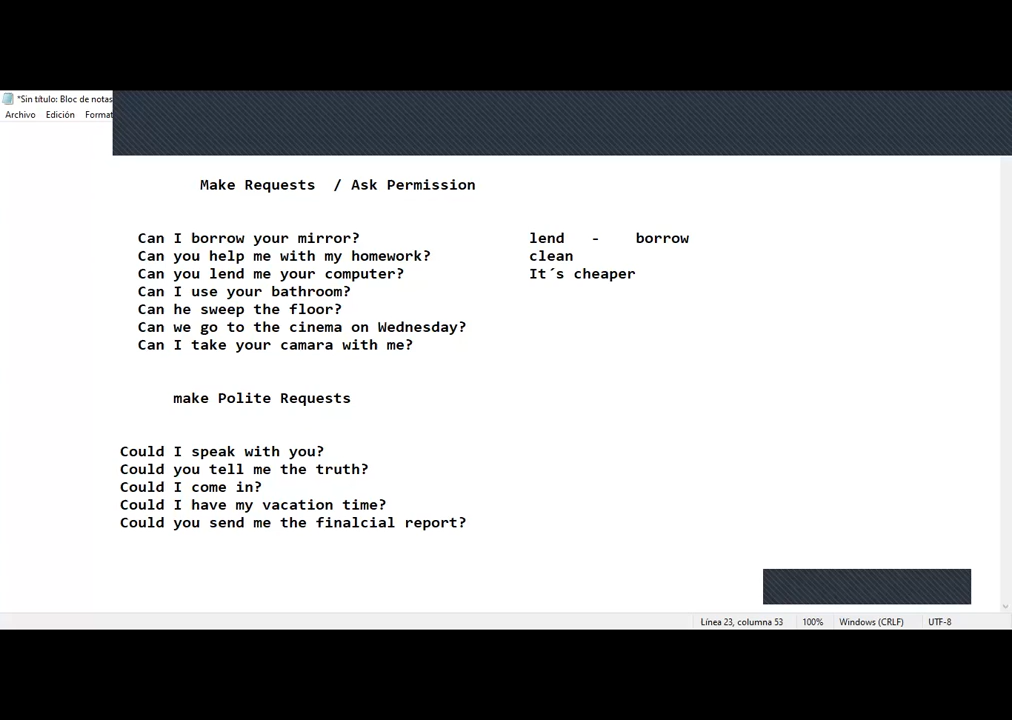 *Sin título: Bloc de notas
Archivo Edición Format
Make Requests / Ask Permission
Can I borrow your mirror? lend - borrow
Can you help me with my homework? clean
Can you lend me your computer? It´s cheaper
Can I use your bathroom?
Can he sweep the floor?
Can we go to the cinema on Wednesday?
Can I take your camara with me?
make Polite Requests
Could I speak with you?
Could you tell me the truth?
Could I come in?
Could I have my vacation time?
Could you send me the finalcial report?
Línea 23, columna 53 100% Windows (CRLF) UTF-8